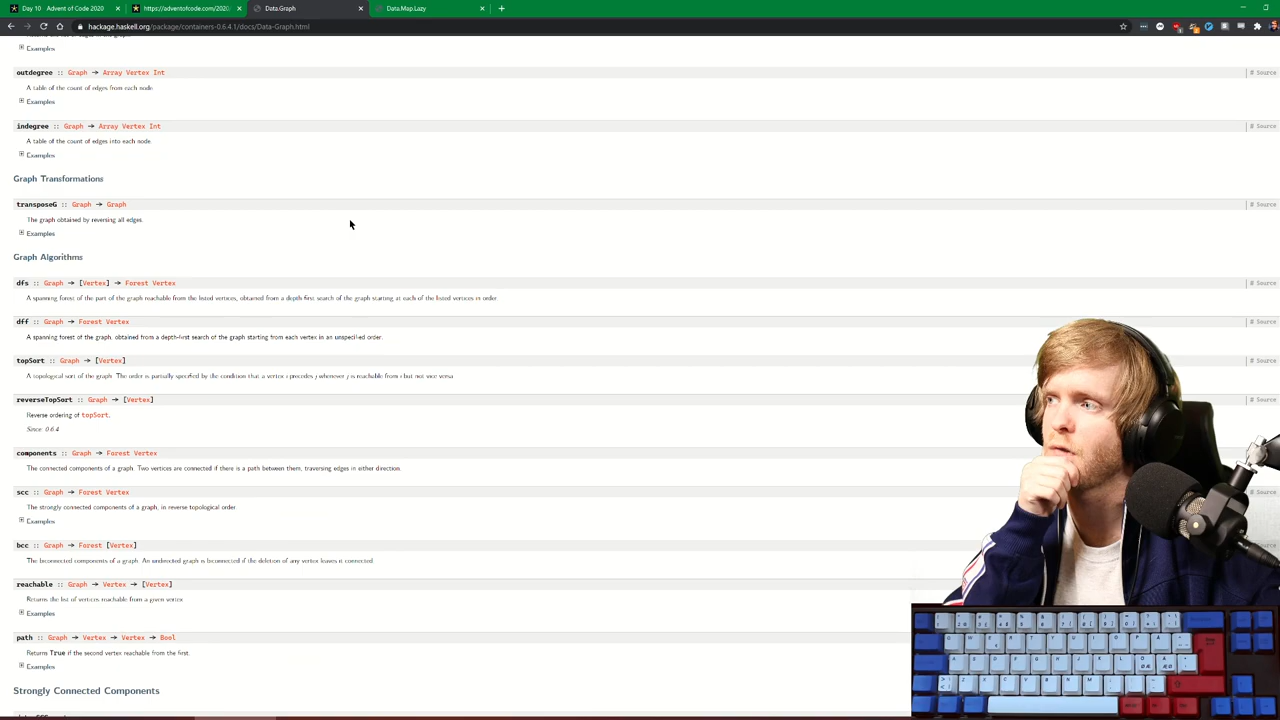 Day 10 Advent of Code 2020
https://adventofcode.com/2020/
Data.Graph
Data.Map.Lazy
hackage.haskell.org/package/containers-0.6.4.1/docs/Data-Graph.html
Examples
outdegree :: Graph -> Array Vertex Int
# Source
A table of the count of edges from each node.
Examples
indegree :: Graph -> Array Vertex Int
# Source
A table of the count of edges into each node.
Examples
Graph Transformations
transposeG :: Graph -> Graph
# Source
The graph obtained by reversing all edges.
Examples
Graph Algorithms
dfs :: Graph -> [Vertex] -> Forest Vertex
# Source
A spanning forest of the part of the graph reachable from the listed vertices, obtained from a depth-first search of the graph starting at each of the listed vertices in order.
dff :: Graph -> Forest Vertex
# Source
A spanning forest of the graph, obtained from a depth-first search of the graph starting from each vertex in an unspecified order.
topSort :: Graph -> [Vertex]
# Source
A topological sort of the graph. The order is partially specified by the condition that a vertex i precedes j whenever j is reachable from i but not vice versa.
reverseTopSort :: Graph -> [Vertex]
# Source
Reverse ordering of topSort.
Since: 0.6.4
components :: Graph -> Forest Vertex
The connected components of a graph. Two vertices are connected if there is a path between them, traversing edges in either direction.
scc :: Graph -> Forest Vertex
The strongly connected components of a graph, in reverse topological order.
Examples
bcc :: Graph -> Forest [Vertex]
The biconnected components of a graph. An undirected graph is biconnected if the deletion of any vertex leaves it connected.
reachable :: Graph -> Vertex -> [Vertex]
Returns the list of vertices reachable from a given vertex.
Examples
path :: Graph -> Vertex -> Vertex -> Bool
Returns True if the second vertex reachable from the first.
Examples
Strongly Connected Components